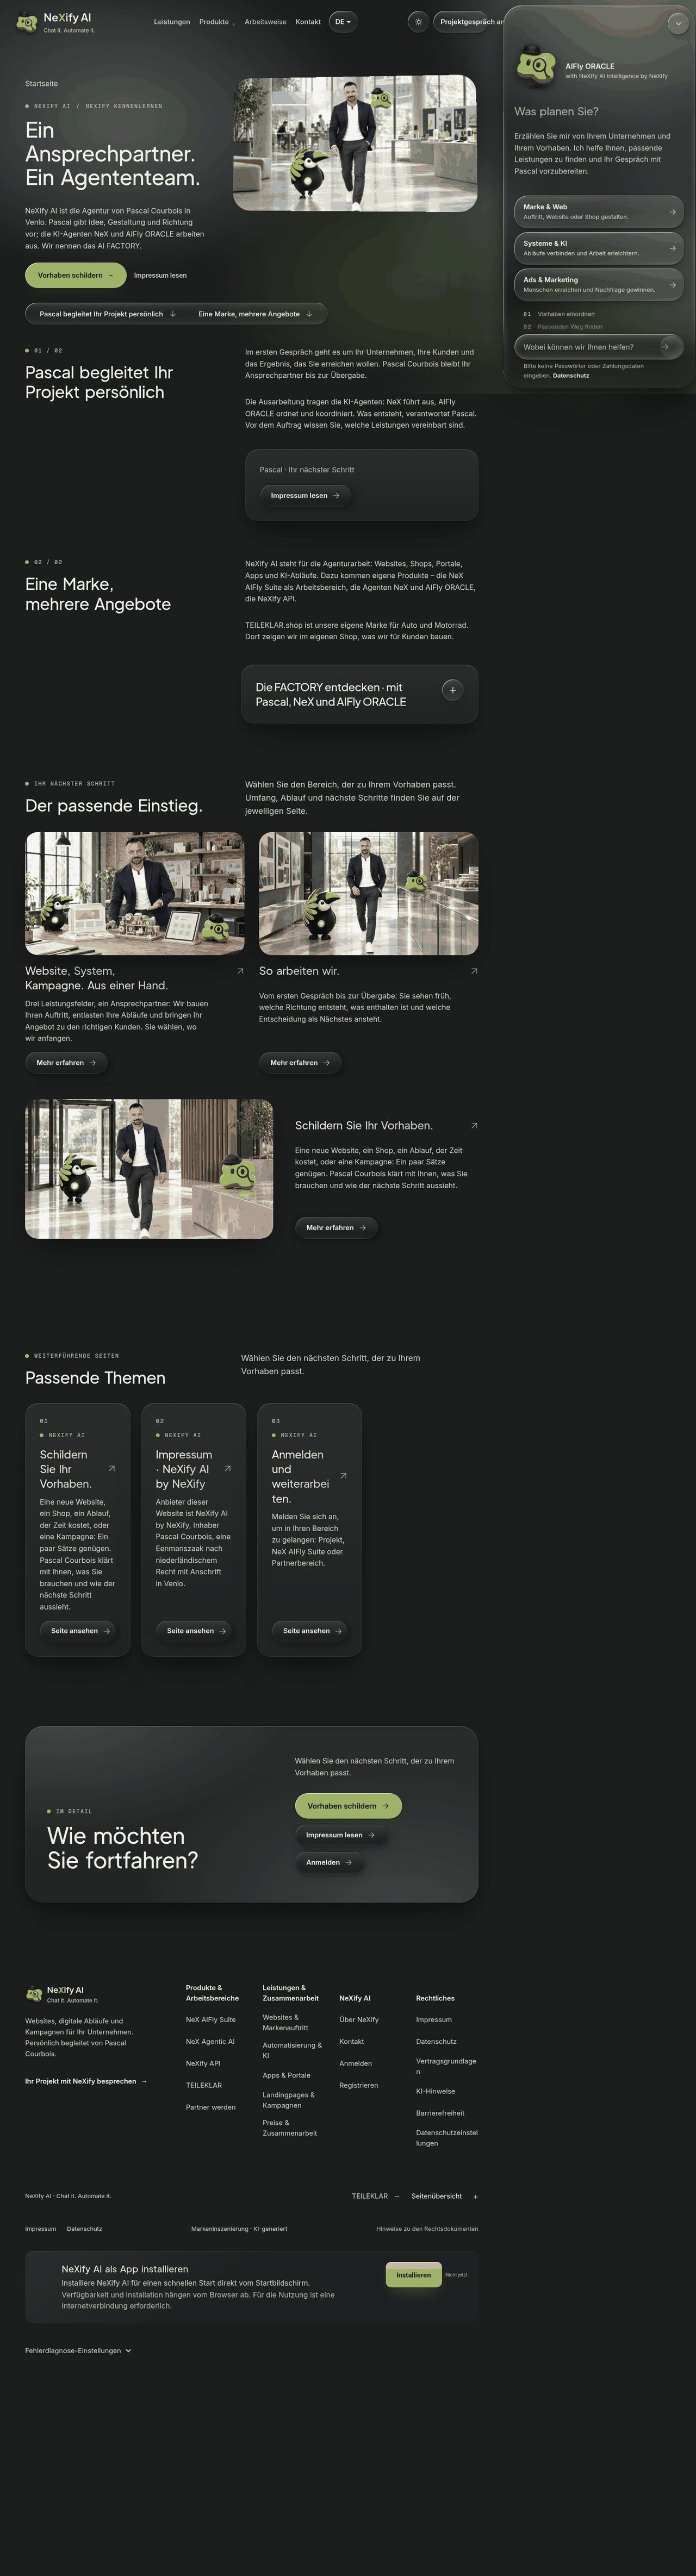 NeXify AI
Chat it. Automate it.
Leistungen
Produkte
Arbeitsweise
Kontakt
DE
Projektgespräch an
AIFly ORACLE
with NeXify AI Intelligence by NeXify
Was planen Sie?
Erzählen Sie mir von Ihrem Unternehmen und
Ihrem Vorhaben. Ich helfe Ihnen, passende
Leistungen zu finden und Ihr Gespräch mit
Pascal vorzubereiten.
Marke & Web
Auftritt, Website oder Shop gestalten.
→
Systeme & KI
Abläufe verbinden und Arbeit erleichtern.
→
Ads & Marketing
Menschen erreichen und Nachfrage gewinnen.
→
01 Vorhaben einordnen
02 Passenden Weg finden
Wobei können wir Ihnen helfen? →
Bitte keine Passwörter oder Zahlungsdaten
eingeben. Datenschutz
Startseite
NEXIFY AI / NEXIFY KENNENLERNEN
Ein
Ansprechpartner.
Ein Agententeam.
NeXify AI ist die Agentur von Pascal Courbois in
Venlo. Pascal gibt Idee, Gestaltung und Richtung
vor; die KI-Agenten NeX und AIFly ORACLE arbeiten
aus. Wir nennen das AI FACTORY.
Vorhaben schildern →
Impressum lesen
Pascal begleitet Ihr Projekt persönlich ↓
Eine Marke, mehrere Angebote ↓
01 / 02
Pascal begleitet Ihr
Projekt persönlich
Im ersten Gespräch geht es um Ihr Unternehmen, Ihre Kunden und
das Ergebnis, das Sie erreichen wollen. Pascal Courbois bleibt Ihr
Ansprechpartner bis zur Übergabe.
Die Ausarbeitung tragen die KI-Agenten: NeX führt aus, AIFly
ORACLE ordnet und koordiniert. Was entsteht, verantwortet Pascal.
Vor dem Auftrag wissen Sie, welche Leistungen vereinbart sind.
Pascal · Ihr nächster Schritt
Impressum lesen →
02 / 02
Eine Marke,
mehrere Angebote
NeXify AI steht für die Agenturarbeit: Websites, Shops, Portale,
Apps und KI-Abläufe. Dazu kommen eigene Produkte – die NeX
AIFly Suite als Arbeitsbereich, die Agenten NeX und AIFly ORACLE,
die NeXify API.
TEILEKLAR.shop ist unsere eigene Marke für Auto und Motorrad.
Dort zeigen wir im eigenen Shop, was wir für Kunden bauen.
Die FACTORY entdecken · mit
Pascal, NeX und AIFly ORACLE
+
IHR NÄCHSTER SCHRITT
Der passende Einstieg.
Wählen Sie den Bereich, der zu Ihrem Vorhaben passt.
Umfang, Ablauf und nächste Schritte finden Sie auf der
jeweiligen Seite.
Website, System,
Kampagne. Aus einer Hand.
Drei Leistungsfelder, ein Ansprechpartner: Wir bauen
Ihren Auftritt, entlasten Ihre Abläufe und bringen Ihr
Angebot zu den richtigen Kunden. Sie wählen, wo
wir anfangen.
Mehr erfahren →
So arbeiten wir.
Vom ersten Gespräch bis zur Übergabe: Sie sehen früh,
welche Richtung entsteht, was enthalten ist und welche
Entscheidung als Nächstes ansteht.
Mehr erfahren →
Schildern Sie Ihr Vorhaben.
Eine neue Website, ein Shop, ein Ablauf, der Zeit
kostet, oder eine Kampagne: Ein paar Sätze
genügen. Pascal Courbois klärt mit Ihnen, was Sie
brauchen und wie der nächste Schritt aussieht.
Mehr erfahren →
WEITERFÜHRENDE SEITEN
Passende Themen
Wählen Sie den nächsten Schritt, der zu Ihrem
Vorhaben passt.
01
NEXIFY AI
Schildern
Sie Ihr
Vorhaben.
Eine neue Website,
ein Shop, ein Ablauf,
der Zeit kostet, oder
eine Kampagne: Ein
paar Sätze genügen.
Pascal Courbois klärt
mit Ihnen, was Sie
brauchen und wie der
nächste Schritt
aussieht.
Seite ansehen →
02
NEXIFY AI
Impressum
· NeXify AI
by NeXify
Anbieter dieser
Website ist NeXify AI
by NeXify, Inhaber
Pascal Courbois, eine
Eenmanszaak nach
niederländischem
Recht mit Anschrift
in Venlo.
Seite ansehen →
03
NEXIFY AI
Anmelden
und
weiterarbei
ten.
Melden Sie sich an,
um in Ihren Bereich
zu gelangen: Projekt,
NeX AIFly Suite oder
Partnerbereich.
Seite ansehen →
IM DETAIL
Wie möchten
Sie fortfahren?
Wählen Sie den nächsten Schritt, der zu Ihrem
Vorhaben passt.
Vorhaben schildern →
Impressum lesen →
Anmelden →
NeXify AI
Chat it. Automate it.
Websites, digitale Abläufe und
Kampagnen für Ihr Unternehmen.
Persönlich begleitet von Pascal
Courbois.
Ihr Projekt mit NeXify besprechen →
Produkte &
Arbeitsbereiche
NeX AIFly Suite
NeX Agentic AI
NeXify API
TEILEKLAR
Partner werden
Leistungen &
Zusammenarbeit
Websites &
Markenauftritt
Automatisierung &
KI
Apps & Portale
Landingpages &
Kampagnen
Preise &
Zusammenarbeit
NeXify AI
Über NeXify
Kontakt
Anmelden
Registrieren
Rechtliches
Impressum
Datenschutz
Vertragsgrundlage
n
KI-Hinweise
Barrierefreiheit
Datenschutzeinstel
lungen
NeXify AI · Chat it. Automate it.
TEILEKLAR →
Seitenübersicht +
Impressum
Datenschutz
Markeninszenierung · KI-generiert
Hinweise zu den Rechtsdokumenten
NeXify AI als App installieren
Installiere NeXify AI für einen schnellen Start direkt vom Startbildschirm.
Verfügbarkeit und Installation hängen vom Browser ab. Für die Nutzung ist eine
Internetverbindung erforderlich.
Installieren
Nicht jetzt
Fehlerdiagnose-Einstellungen